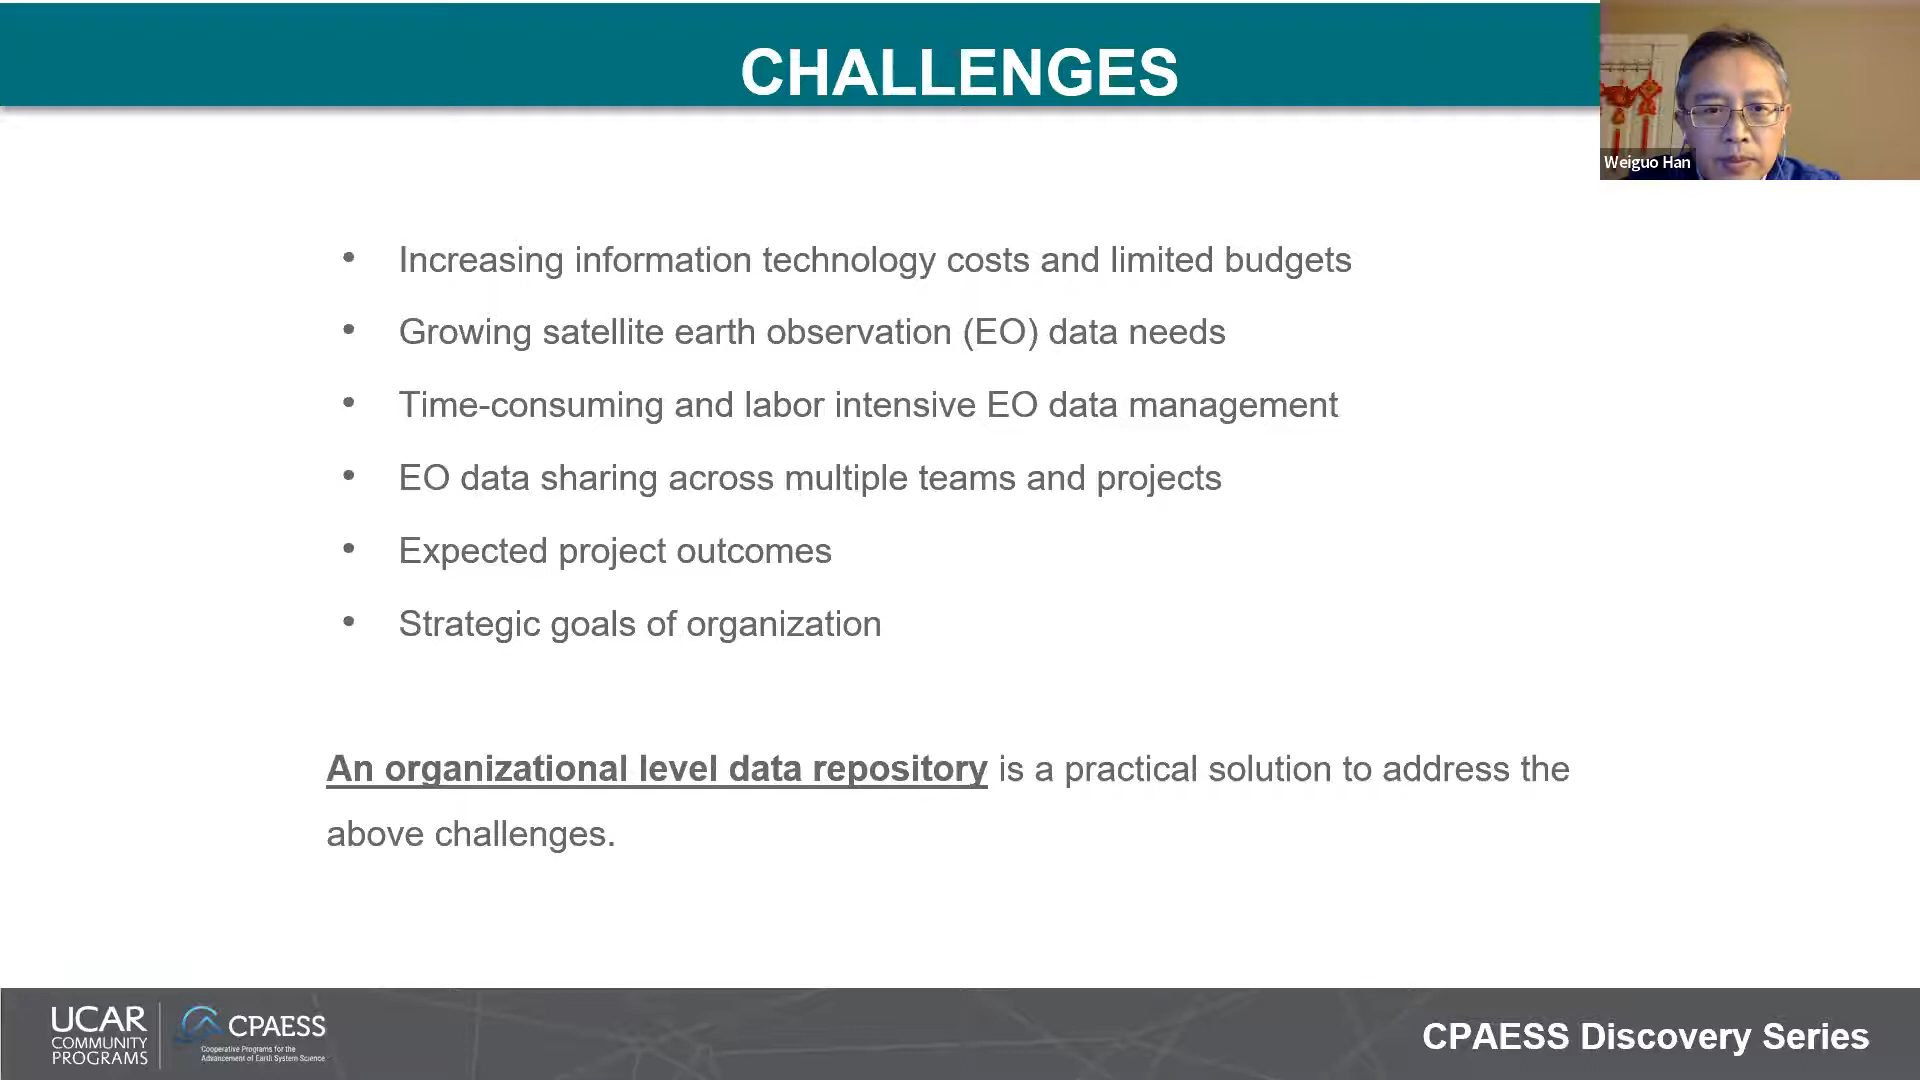 CHALLENGES
Weiguo Han
• Increasing information technology costs and limited budgets
• Growing satellite earth observation (EO) data needs
• Time-consuming and labor intensive EO data management
• EO data sharing across multiple teams and projects
• Expected project outcomes
• Strategic goals of organization
An organizational level data repository is a practical solution to address the
above challenges.
UCAR
COMMUNITY
PROGRAMS
CPAESS
Cooperative Programs for the
Advancement of Earth System Science
CPAESS Discovery Series